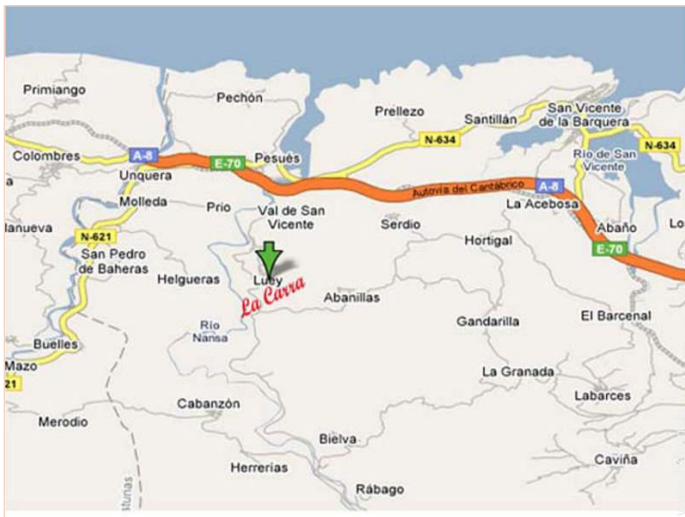 Primiango
Pechón
Prellezo
Santillán
San Vicente
de la Barquera
N-634
N-634
Colombres
A-8
E-70
Pesués
Río de San
Vicente
Unquera
Autovía del Cantábrico
A-8
Molleda
Prio
Val de San
Vicente
La Acebosa
Serdio
Abaño
lanueva
N-621
San Pedro
de Baheras
Hortigal
E-70
Helgueras
Luey
La Carra
Abanillas
Gandarilla
El Barcenal
Río
Nansa
Buelles
Mazo
21
La Granada
Labarces
Cabanzón
Merodio
Bielva
Herrerías
Caviña
Rábago